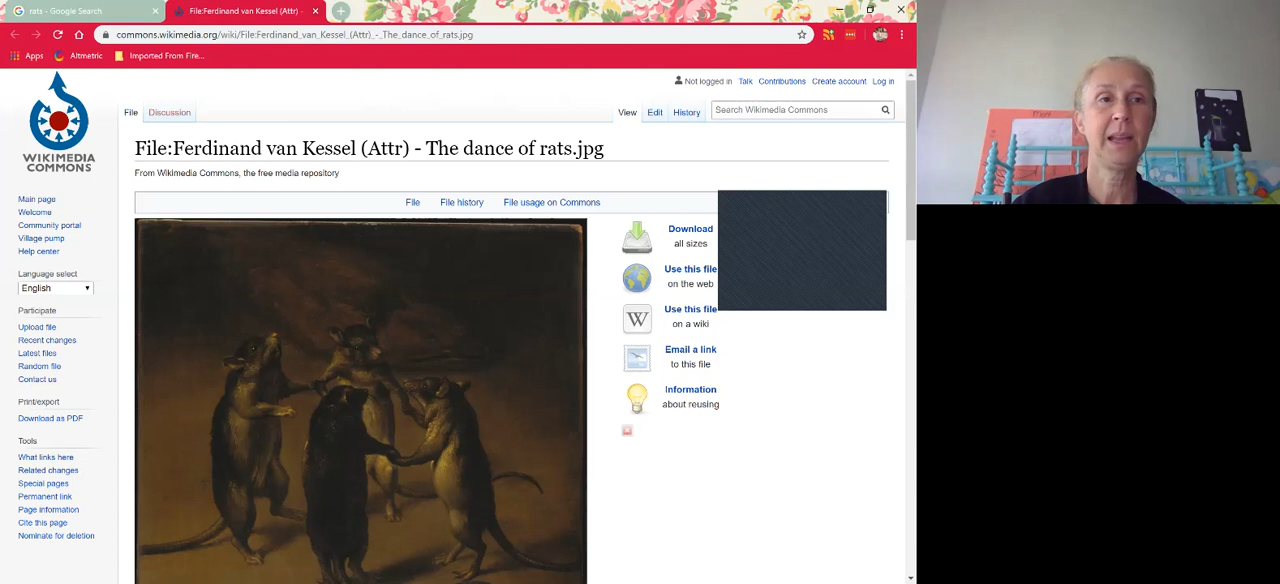 rats - Google Search
File:Ferdinand van Kessel (Attr) -
commons.wikimedia.org/wiki/File:Ferdinand_van_Kessel_(Attr)_-_The_dance_of_rats.jpg
Apps
Altmetric
Imported From Fire...
Not logged in Talk Contributions Create account Log in
File Discussion
View Edit History
Search Wikimedia Commons
WIKIMEDIA
COMMONS
File:Ferdinand van Kessel (Attr) - The dance of rats.jpg
From Wikimedia Commons, the free media repository
Main page
Welcome
Community portal
Village pump
Help center
Language select
English
Participate
Upload file
Recent changes
Latest files
Random file
Contact us
Print/export
Download as PDF
Tools
What links here
Related changes
Special pages
Permanent link
Page information
Cite this page
Nominate for deletion
File File history File usage on Commons
Download
all sizes
Use this file
on the web
W
Use this file
on a wiki
Email a link
to this file
Information
about reusing